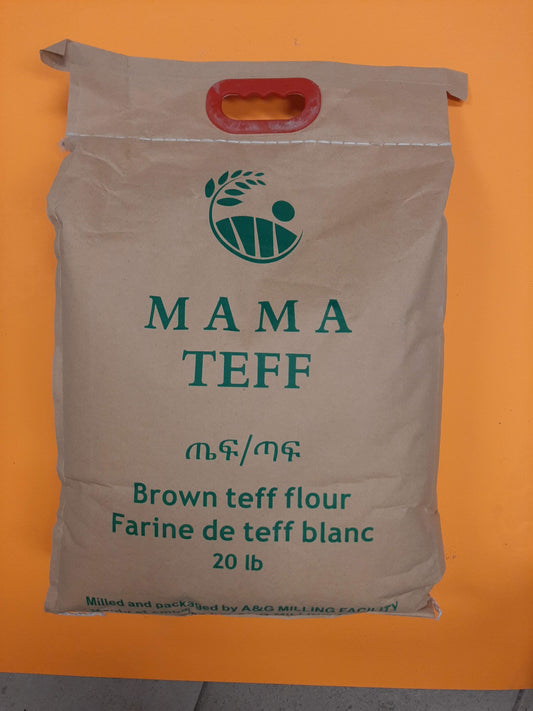 MAMA
TEFF
ጤፍ/ጣፍ
Brown teff flour
Farine de teff blanc
20 lb
Milled and packaged by A&G MILLING FACILITY